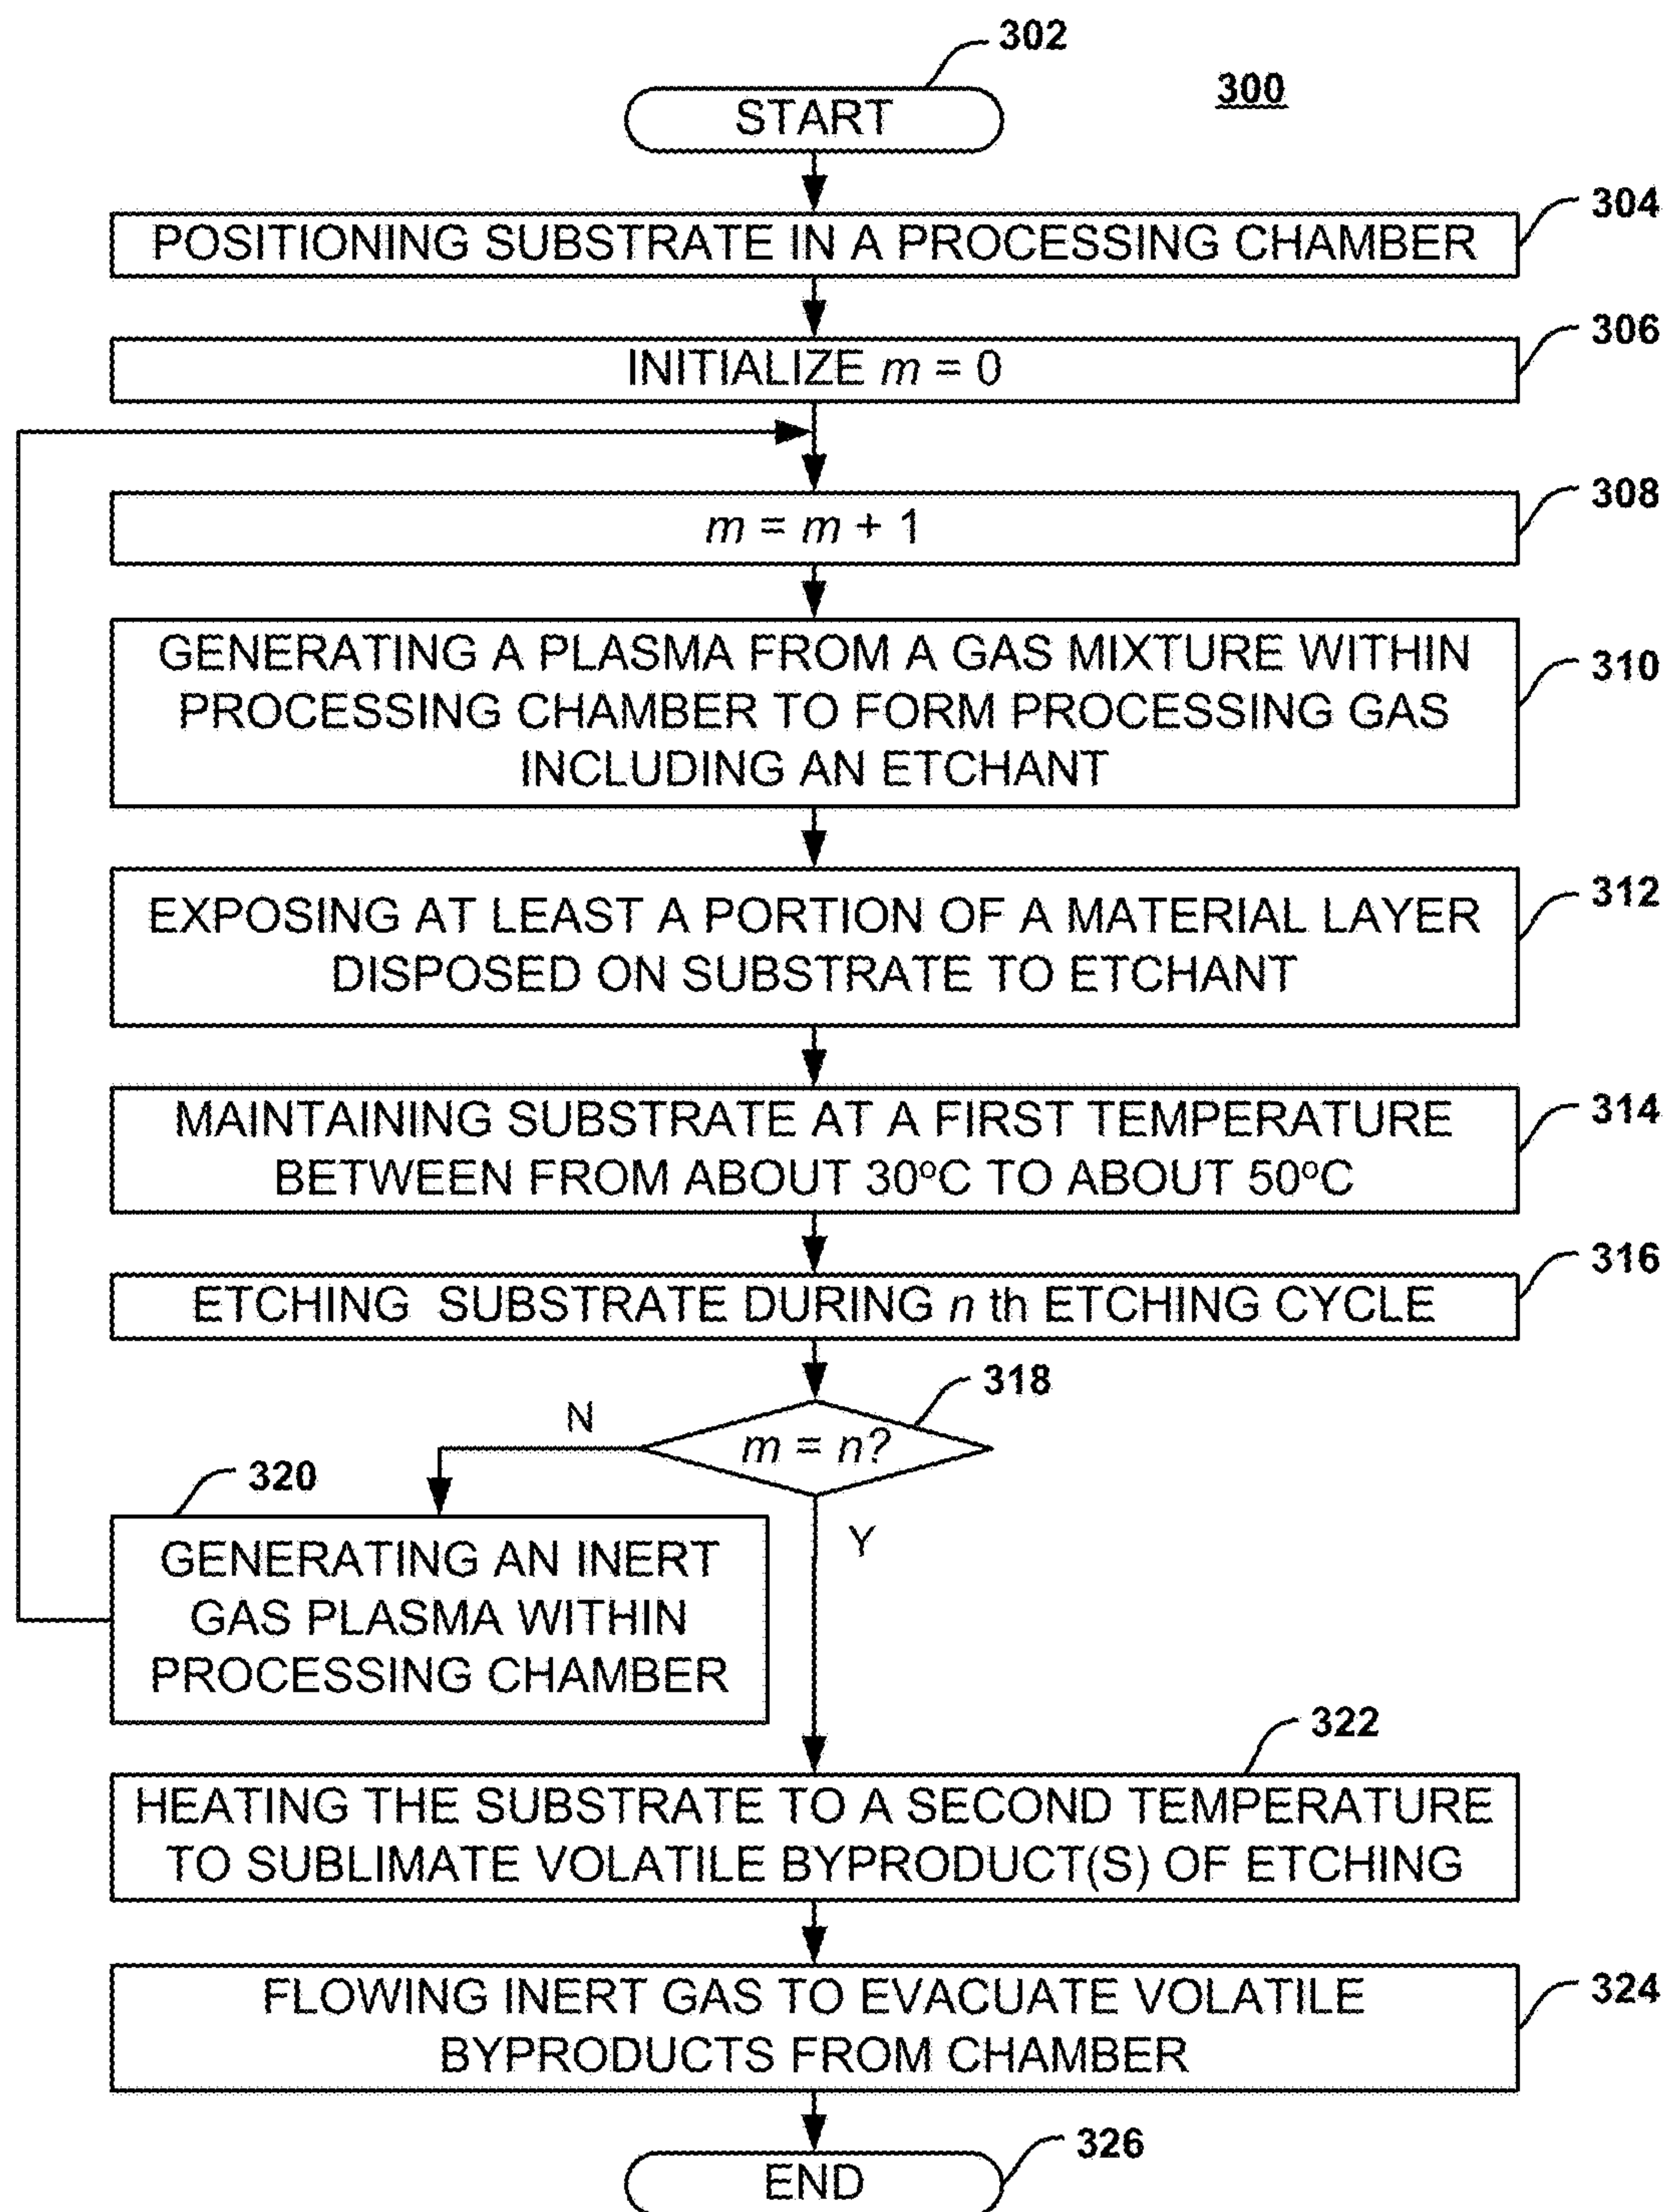 302
300
START
304
POSITIONING SUBSTRATE IN A PROCESSING CHAMBER
306
INITIALIZE m = 0
308
m = m + 1
GENERATING A PLASMA FROM A GAS MIXTURE WITHIN
310
PROCESSING CHAMBER TO FORM PROCESSING GAS
INCLUDING AN ETCHANT
312
EXPOSING AT LEAST A PORTION OF A MATERIAL LAYER
DISPOSED ON SUBSTRATE TO ETCHANT
314
MAINTAINING SUBSTRATE AT A FIRST TEMPERATURE
BETWEEN FROM ABOUT 30ºC TO ABOUT 50ºC
316
ETCHING SUBSTRATE DURING n th ETCHING CYCLE
318
N
m = n?
320
Y
GENERATING AN INERT
GAS PLASMA WITHIN
PROCESSING CHAMBER
322
HEATING THE SUBSTRATE TO A SECOND TEMPERATURE
TO SUBLIMATE VOLATILE BYPRODUCT(S) OF ETCHING
324
FLOWING INERT GAS TO EVACUATE VOLATILE
BYPRODUCTS FROM CHAMBER
326
END